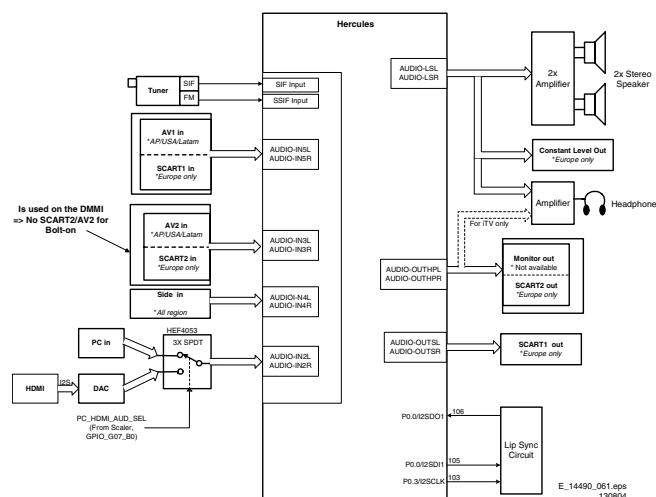 Hercules
Tuner
SIF
FM
SIF Input
SSIF Input
AV1 in
*AP/USA/Latam
SCART1 in
*Europe only
AUDIO-IN5L
AUDIO-IN5R
Is used on the DMMI
=> No SCART2/AV2 for
Bolt-on
AV2 in
*AP/USA/Latam
SCART2 in
*Europe only
AUDIO-IN3L
AUDIO-IN3R
Side in
*All region
AUDIOI-N4L
AUDIO-IN4R
HEF4053
3X SPDT
PC in
HDMI
I2S
DAC
AUDIO-IN2L
AUDIO-IN2R
PC_HDMI_AUD_SEL
(From Scaler,
GPIO_G07_B0)
AUDIO-LSL
AUDIO-LSR
2x
Amplifier
2x Stereo
Speaker
Constant Level Out
*Europe only
Amplifier
Headphone
For iTV only
AUDIO-OUTHPL
AUDIO-OUTHPR
Monitor out
* Not available
SCART2 out
*Europe only
AUDIO-OUTSL
AUDIO-OUTSR
SCART1 out
*Europe only
P0.0/I2SDO1
106
Lip Sync
Circuit
P0.0/I2SDI1
105
P0.3/I2SCLK
103
E_14490_061.eps
130804